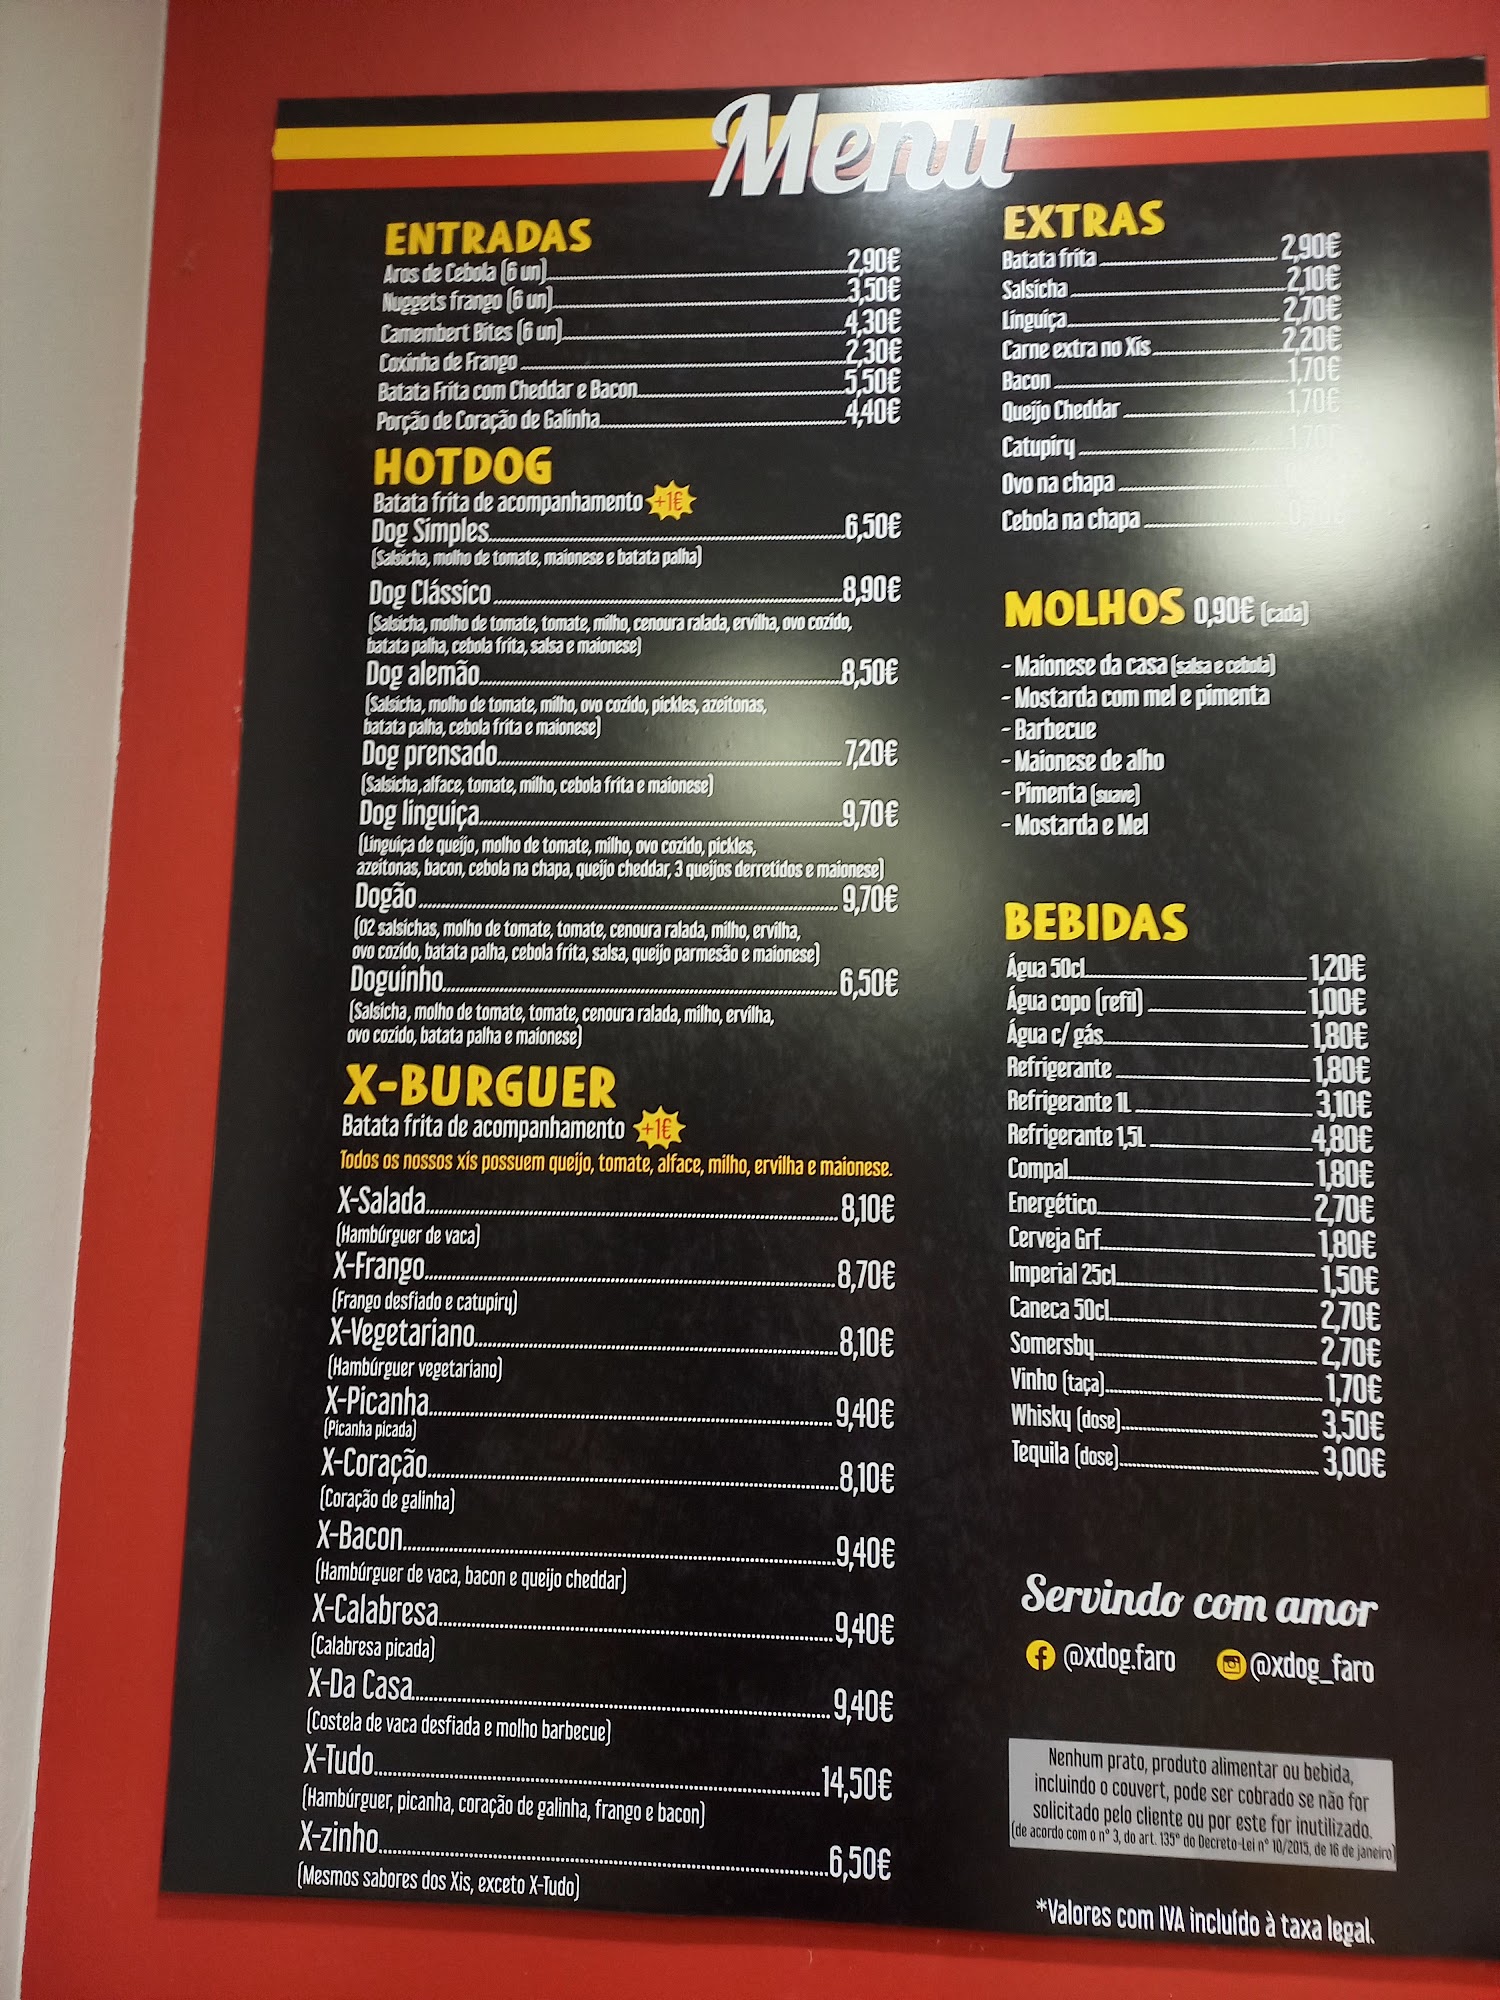 Menu
ENTRADAS
Aros de Cebola (6 un) 2,90€
Nuggets frango (6 un) 3,50€
Camembert Bites (6 un) 4,30€
Coxinha de Frango 2,30€
Batata Frita com Cheddar e Bacon 5,50€
Porção de Coração de Galinha 4,40€
HOTDOG
Batata frita de acompanhamento +1€
Dog Simples 6,50€
(Salsicha, molho de tomate, maionese e batata palha)
Dog Clássico 8,90€
(Salsicha, molho de tomate, tomate, milho, cenoura ralada, ervilha, ovo cozido,
batata palha, cebola frita, salsa e maionese)
Dog alemão 8,50€
(Salsicha, molho de tomate, milho, ovo cozido, pickles, azeitonas,
batata palha, cebola frita e maionese)
Dog prensado 7,20€
(Salsicha, alface, tomate, milho, cebola frita e maionese)
Dog linguiça 9,70€
(Linguiça de queijo, molho de tomate, milho, ovo cozido, pickles,
azeitonas, bacon, cebola na chapa, queijo cheddar, 3 queijos derretidos e maionese)
Dogão 9,70€
(02 salsichas, molho de tomate, tomate, cenoura ralada, milho, ervilha,
ovo cozido, batata palha, cebola frita, salsa, queijo parmesão e maionese)
Doguinho 6,50€
(Salsicha, molho de tomate, tomate, cenoura ralada, milho, ervilha,
ovo cozido, batata palha e maionese)
X-BURGUER
Batata frita de acompanhamento +1€
Todos os nossos xis possuem queijo, tomate, alface, milho, ervilha e maionese.
X-Salada 8,10€
(Hambúrguer de vaca)
X-Frango 8,70€
(Frango desfiado e catupiry)
X-Vegetariano 8,10€
(Hambúrguer vegetariano)
X-Picanha 9,40€
(Picanha picada)
X-Coração 8,10€
(Coração de galinha)
X-Bacon 9,40€
(Hambúrguer de vaca, bacon e queijo cheddar)
X-Calabresa 9,40€
(Calabresa picada)
X-Da Casa 9,40€
(Costela de vaca desfiada e molho barbecue)
X-Tudo 14,50€
(Hambúrguer, picanha, coração de galinha, frango e bacon)
X-zinho 6,50€
(Mesmos sabores dos Xis, exceto X-Tudo)
EXTRAS
Batata frita 2,90€
Salsicha 2,10€
Linguiça 2,70€
Carne extra no Xis 2,20€
Bacon 1,70€
Queijo Cheddar 1,70€
Catupiry 1,70
Ovo na chapa
Cebola na chapa
MOLHOS 0,90€ (cada)
- Maionese da casa (salsa e cebola)
- Mostarda com mel e pimenta
- Barbecue
- Maionese de alho
- Pimenta (suave)
- Mostarda e Mel
BEBIDAS
Água 50cl 1,20€
Água copo (refil) 1,00€
Água c/ gás 1,80€
Refrigerante 1,80€
Refrigerante 1L 3,10€
Refrigerante 1,5L 4,80€
Compal 1,80€
Energético 2,70€
Cerveja Grf 1,80€
Imperial 25cl 1,50€
Caneca 50cl 2,70€
Somersby 2,70€
Vinho (taça) 1,70€
Whisky (dose) 3,50€
Tequila (dose) 3,00€
Servindo com amor
@xdog.faro @xdog_faro
Nenhum prato, produto alimentar ou bebida,
incluindo o couvert, pode ser cobrado se não for
solicitado pelo cliente ou por este for inutilizado.
(de acordo com o nº 3, do art. 135º do Decreto-Lei nº 10/2015, de 16 de janeiro)
*Valores com IVA incluído à taxa legal.